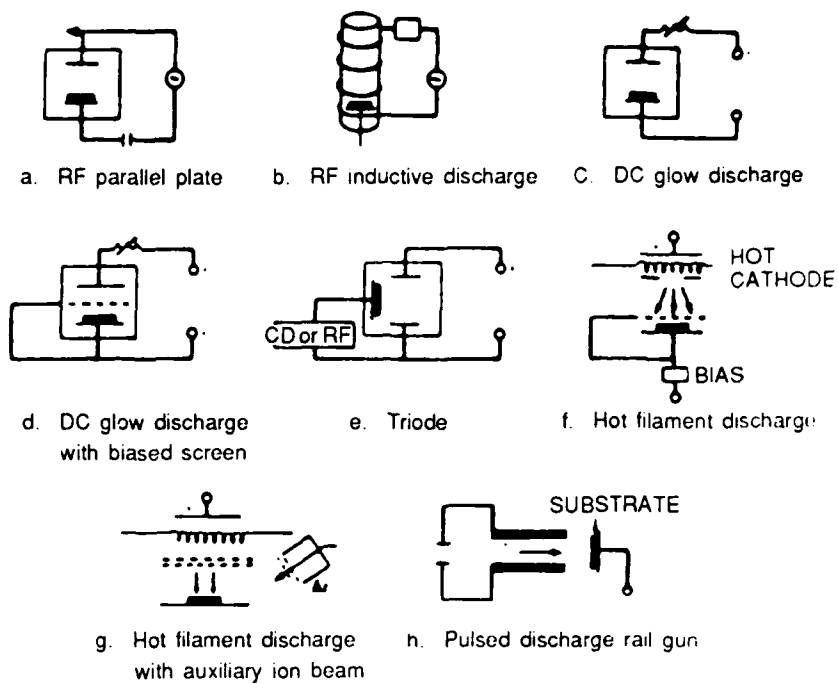 a. RF parallel plate
b. RF inductive discharge
C. DC glow discharge
HOT
CATHODE
CD or RF
BIAS
d. DC glow discharge
with biased screen
e. Triode
f. Hot filament discharge
SUBSTRATE
g. Hot filament discharge
with auxiliary ion beam
h. Pulsed discharge rail gun